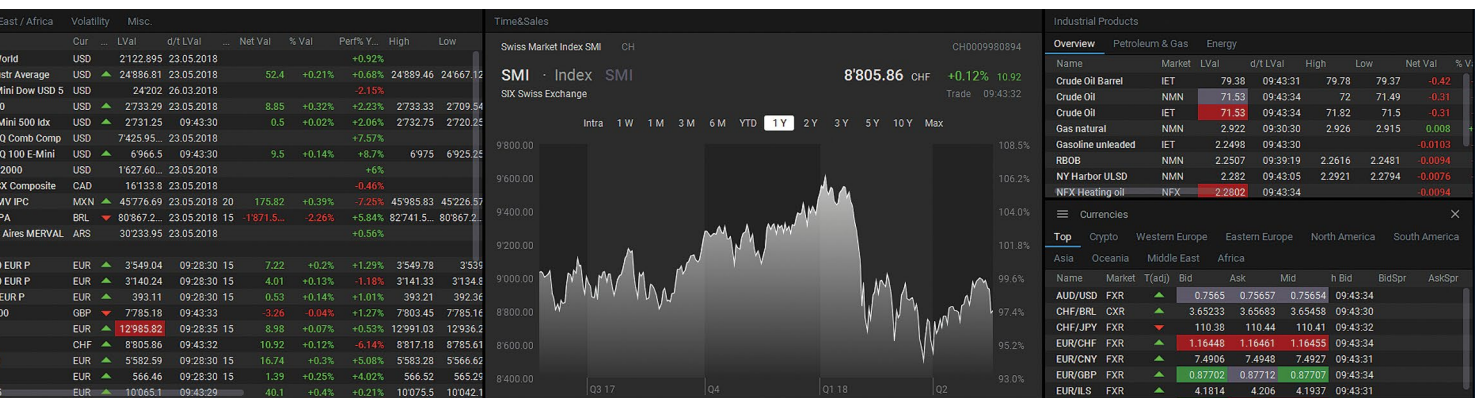 East / Africa Volatility Misc.
Cur ... LVal d/t LVal ... Net Val % Val Perf% Y... High Low
orld USD 2'122.895 23.05.2018 +0.92%
str Average USD 24'886.81 23.05.2018 52.4 +0.21% +0.68% 24'889.46 24'667.12
Mini Dow USD 5 USD 24'202 26.03.2018 -2.15%
0 USD 2'733.29 23.05.2018 8.85 +0.32% +2.23% 2'733.33 2'709.54
Mini 500 Idx USD 2'731.25 09:43:30 0.5 +0.02% +2.06% 2'732.75 2'720.25
Q Comb Comp USD 7'425.95... 23.05.2018 +7.57%
Q 100 E-Mini USD 6'966.5 09:43:30 9.5 +0.14% +8.7% 6'975 6'925.25
2000 USD 1'627.60... 23.05.2018 +6%
X Composite CAD 16'133.8 23.05.2018 -0.46%
MV IPC MXN 45'776.69 23.05.2018 20 175.82 +0.39% -7.25% 45'985.83 45'226.57
PA BRL 80'867.2... 23.05.2018 15 -1'871.5... -2.26% +5.84% 82'741.5... 80'867.2...
Aires MERVAL ARS 30'233.95 23.05.2018 +0.56%
EUR P EUR 3'549.04 09:28:30 15 7.22 +0.2% +1.29% 3'549.78 3'539
EUR P EUR 3'140.24 09:28:30 15 4.01 +0.13% -1.18% 3'141.33 3'134.8
EUR P EUR 393.11 09:28:30 15 0.53 +0.14% +1.01% 393.21 392.36
00 GBP 7'785.18 09:43:33 -3.26 -0.04% +1.27% 7'803.45 7'785.16
EUR 12'985.82 09:28:35 15 8.98 +0.07% +0.53% 12'991.03 12'936.2
CHF 8'805.86 09:43:32 10.92 +0.12% -6.14% 8'817.18 8'785.61
EUR 5'582.59 09:28:30 15 16.74 +0.3% +5.08% 5'583.28 5'566.62
EUR 566.46 09:28:30 15 1.39 +0.25% +4.02% 566.52 565.29
EUR 10'065.1 09:43:29 40.1 +0.4% +0.21% 10'075.5 10'042.1
Time&Sales
Swiss Market Index SMI CH CH0009980894
SMI · Index SMI 8'805.86 CHF +0.12% 10.92
SIX Swiss Exchange Trade 09:43:32
Intra 1 W 1 M 3 M 6 M YTD 1 Y 2 Y 3 Y 5 Y 10 Y Max
9'800.00 108.5%
9'600.00 106.2%
9'400.00 104.0%
9'200.00 101.8%
9'000.00 99.6%
8'800.00 97.4%
8'600.00 95.2%
8'400.00 93.0%
Q3 17 Q4 Q1 18 Q2
Industrial Products
Overview Petroleum & Gas Energy
Name Market LVal d/t LVal High Low Net Val % V
Crude Oil Barrel IET 79.38 09:43:31 79.78 79.37 -0.42
Crude Oil NMN 71.53 09:43:34 72 71.49 -0.31
Crude Oil IET 71.53 09:43:34 71.82 71.5 -0.31
Gas natural NMN 2.922 09:30:30 2.926 2.915 0.008 +
Gasoline unleaded IET 2.2498 09:43:30 -0.0103
RBOB NMN 2.2507 09:39:19 2.2616 2.2481 -0.0094
NY Harbor ULSD NMN 2.282 09:43:05 2.2921 2.2794 -0.0076
NFX Heating oil NFX 2.2802 09:43:34 -0.0094
Currencies
Top Crypto Western Europe Eastern Europe North America South America
Asia Oceania Middle East Africa
Name Market T(adj) Bid Ask Mid h Bid BidSpr AskSpr
AUD/USD FXR 0.7565 0.75657 0.75654 09:43:34
CHF/BRL CXR 3.65233 3.65683 3.65458 09:43:30
CHF/JPY FXR 110.38 110.44 110.41 09:43:32
EUR/CHF FXR 1.16448 1.16461 1.16455 09:43:34
EUR/CNY FXR 7.4906 7.4948 7.4927 09:43:31
EUR/GBP FXR 0.87702 0.87712 0.87707 09:43:34
EUR/ILS FXR 4.1814 4.206 4.1937 09:43:31